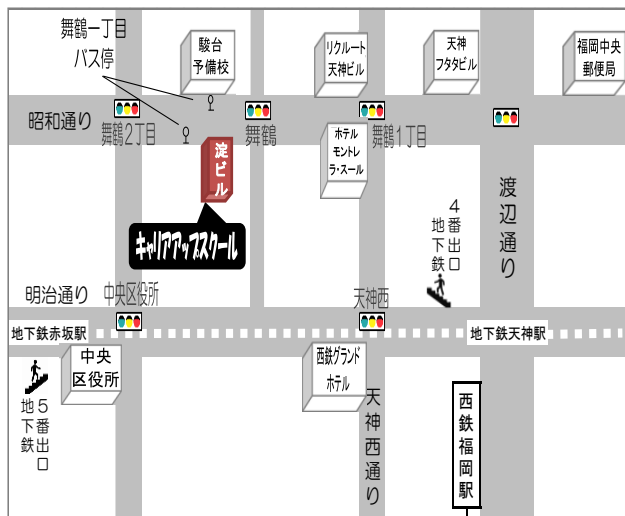 舞鶴一丁目
バス停
駿台
予備校
リクルート
天神ビル
天神
フタタビル
福岡中央
郵便局
昭和通り
舞鶴2丁目
舞鶴
舞鶴1丁目
淀ビル
ホテル
モントレ
ラ・スール
キャリアアップスクール
渡辺通り
4番出口
地下鉄
明治通り
中央区役所
天神西
地下鉄赤坂駅
地下鉄天神駅
中央
区役所
西鉄グランド
ホテル
5番出口
地下鉄
天神西通り
西鉄福岡駅